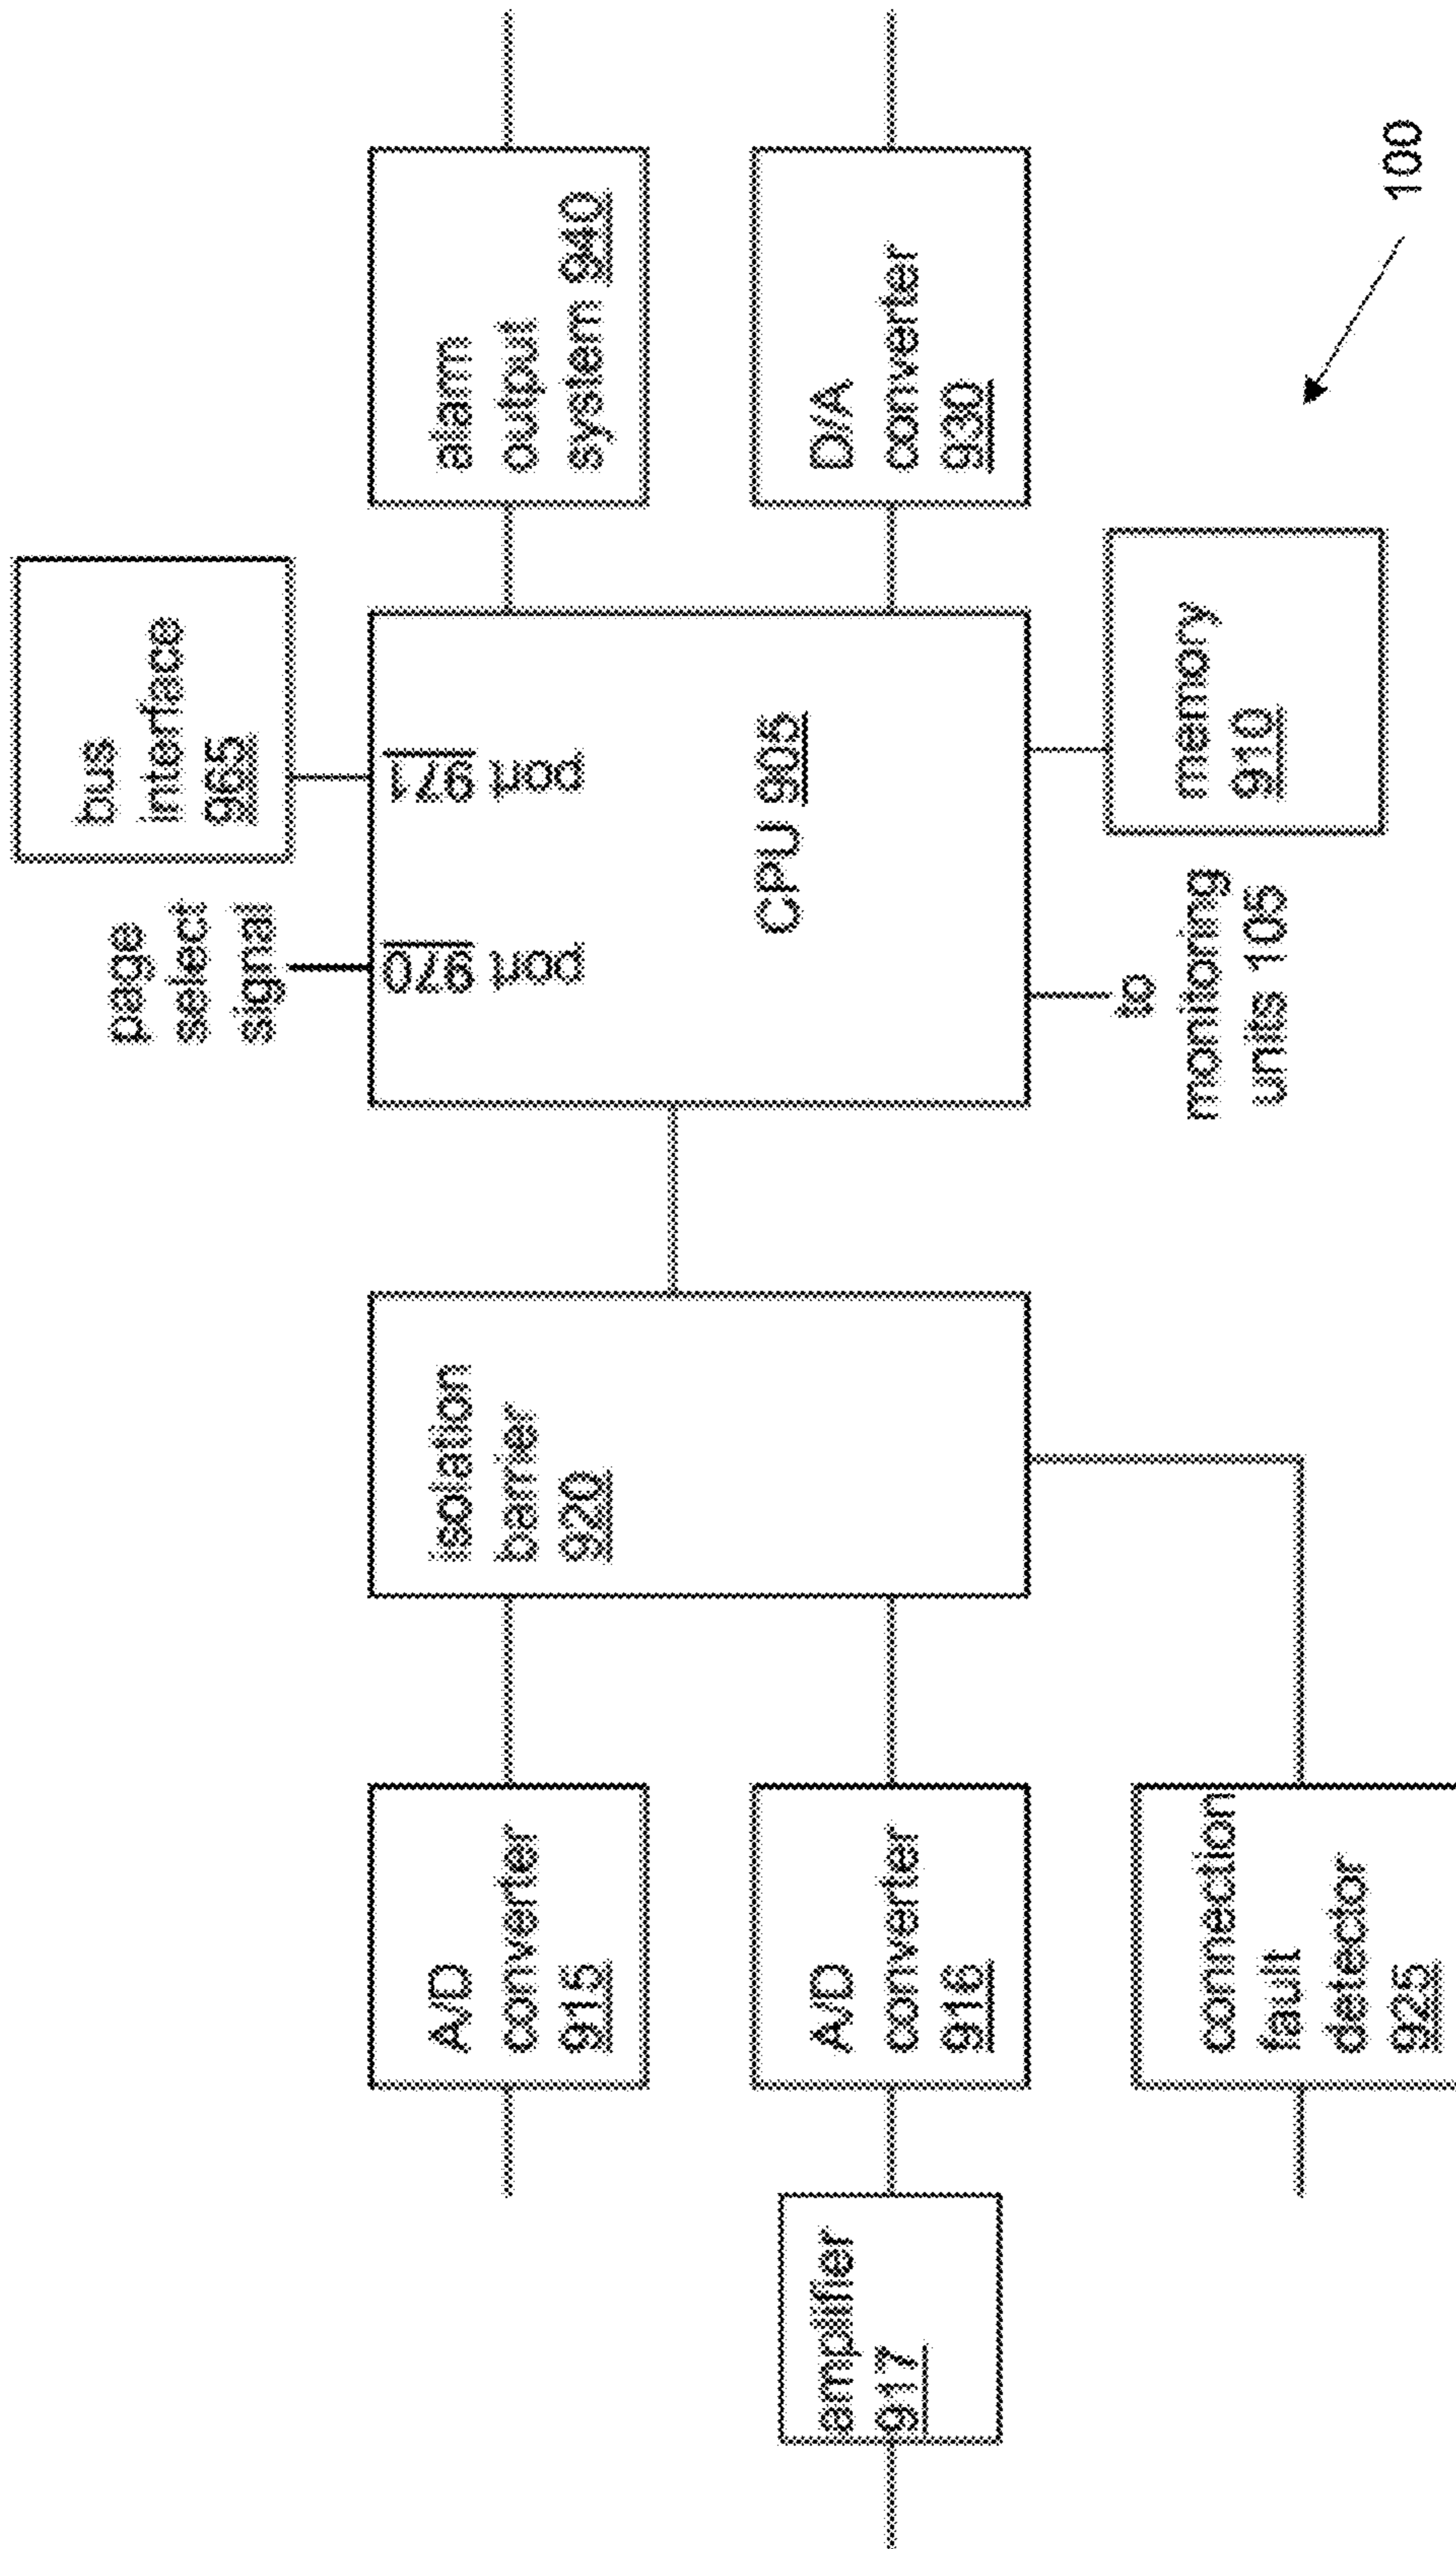 page
select
signal
bus
interface
965
A/D
converter
915
isolation
barrier
920
port 970
port 971
CPU 905
alarm
output
system 940
amplifier
917
A/D
converter
916
D/A
converter
930
connection
fault
detector
925
to
monitoring
units 105
memory
910
100